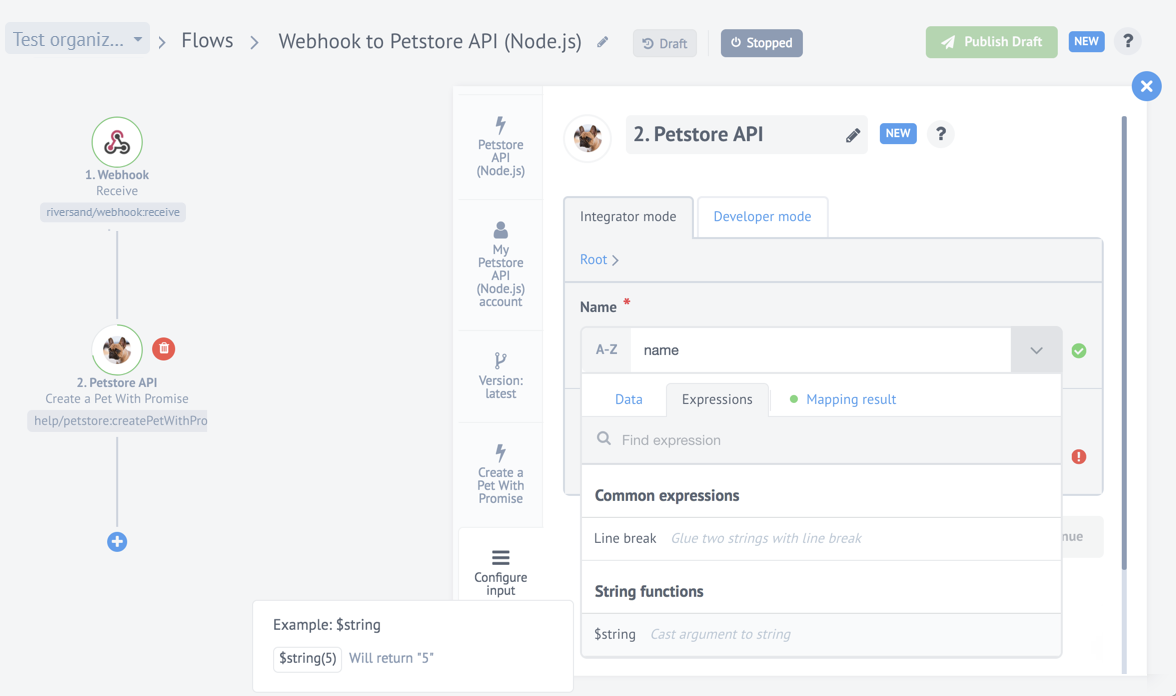 Test organiz...
Flows
Webhook to Petstore API (Node.js)
Draft
Stopped
Publish Draft
NEW
?
1. Webhook
Receive
riversand/webhook:receive
2. Petstore API
Create a Pet With Promise
help/petstore:createPetWithPro
Petstore
API
(Node.js)
My
Petstore
API
(Node.js)
account
Version:
latest
Create a
Pet With
Promise
Configure
input
2. Petstore API
NEW
?
Integrator mode
Developer mode
Root
Name *
A-Z
name
Data
Expressions
Mapping result
Find expression
Common expressions
Line break
Glue two strings with line break
nue
String functions
$string
Cast argument to string
Example: $string
$string(5)
Will return "5"